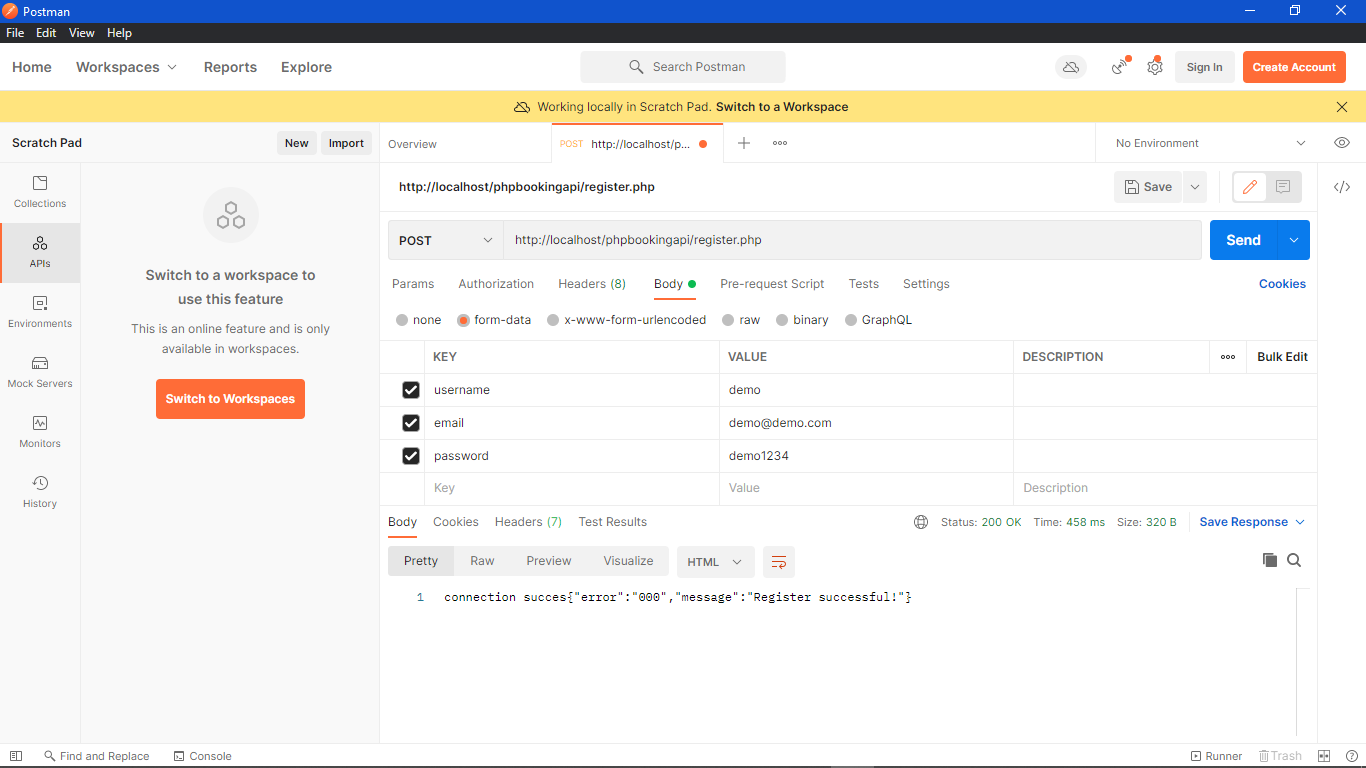 Postman
File Edit View Help
Home Workspaces Reports Explore Search Postman Sign In Create Account
Working locally in Scratch Pad. Switch to a Workspace
Scratch Pad New Import Overview POST http://localhost/p... No Environment
http://localhost/phpbookingapi/register.php Save
Collections
APIs
Environments
Mock Servers
Monitors
History
Switch to a workspace to
use this feature
This is an online feature and is only
available in workspaces.
Switch to Workspaces
POST http://localhost/phpbookingapi/register.php Send
Params Authorization Headers (8) Body Pre-request Script Tests Settings Cookies
none form-data x-www-form-urlencoded raw binary GraphQL
KEY VALUE DESCRIPTION Bulk Edit
username demo
email demo@demo.com
password demo1234
Key Value Description
Body Cookies Headers (7) Test Results Status: 200 OK Time: 458 ms Size: 320 B Save Response
Pretty Raw Preview Visualize HTML
1 connection succes{"error":"000","message":"Register successful!"}
Find and Replace Console Runner Trash